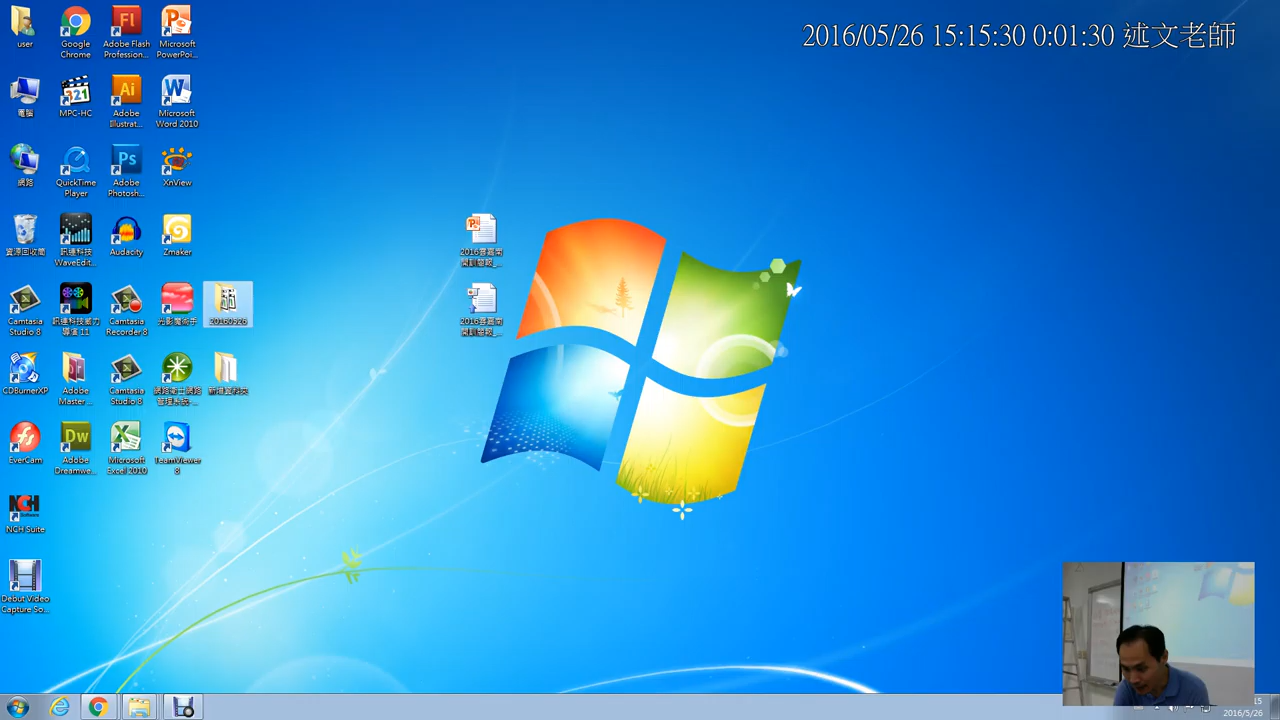 2016/05/26 15:15:30 0:01:30 述文老師
user
Google
Chrome
Adobe Flash
Profession...
Microsoft
PowerPoi...
電腦
MPC-HC
Adobe
Illustrat...
Microsoft
Word 2010
網路
QuickTime
Player
Adobe
Photosh...
XnView
資源回收筒
訊連科技
WaveEdit...
Audacity
Zmaker
Camtasia
Studio 8
訊連科技威力
導演 11
Camtasia
Recorder 8
光影魔術手
20160526
CDBurnerXP
Adobe
Master ...
Camtasia
Studio 8
新增資料夾
EverCam
Adobe
Dreamwe...
Microsoft
Excel 2010
TeamViewer
8
NCH Suite
Debut Video
Capture So...
2016/5/26